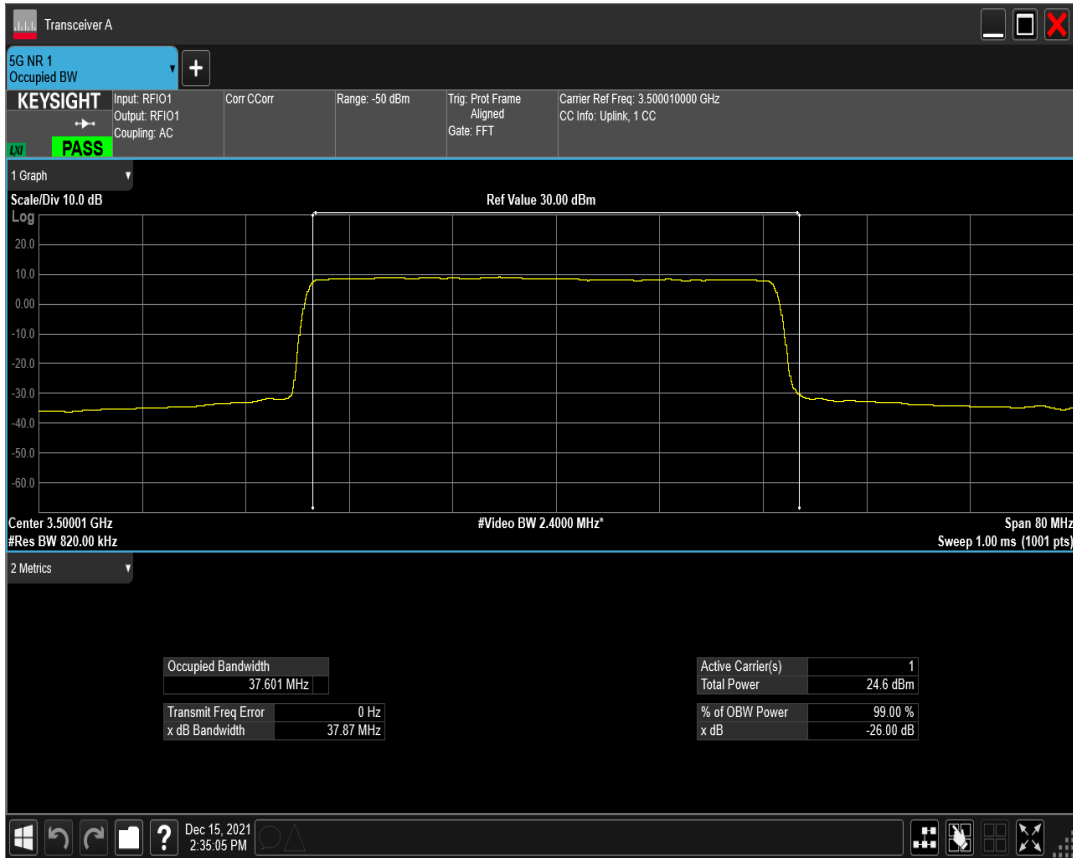 Transceiver A
5G NR 1
Occupied BW
KEYSIGHT
LXI
PASS
Input: RFIO1
Output: RFIO1
Coupling: AC
Corr CCorr
Range: -50 dBm
Trig: Prot Frame
Aligned
Gate: FFT
Carrier Ref Freq: 3.500010000 GHz
CC Info: Uplink, 1 CC
1 Graph
Scale/Div 10.0 dB
Ref Value 30.00 dBm
Log
20.0
10.0
0.00
-10.0
-20.0
-30.0
-40.0
-50.0
-60.0
Center 3.50001 GHz
#Video BW 2.4000 MHz*
Span 80 MHz
#Res BW 820.00 kHz
Sweep 1.00 ms (1001 pts)
2 Metrics
Occupied Bandwidth
37.601 MHz
Transmit Freq Error 0 Hz
x dB Bandwidth 37.87 MHz
Active Carrier(s) 1
Total Power 24.6 dBm
% of OBW Power 99.00 %
x dB -26.00 dB
?
Dec 15, 2021
2:35:05 PM